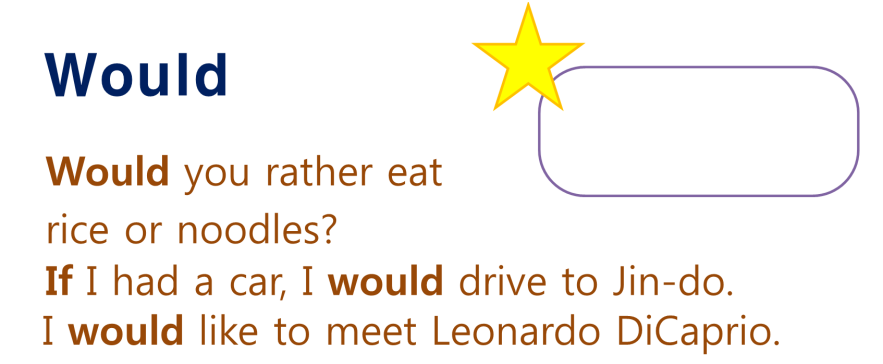 Would
Would you rather eat
rice or noodles?
If I had a car, I would drive to Jin-do.
I would like to meet Leonardo DiCaprio.